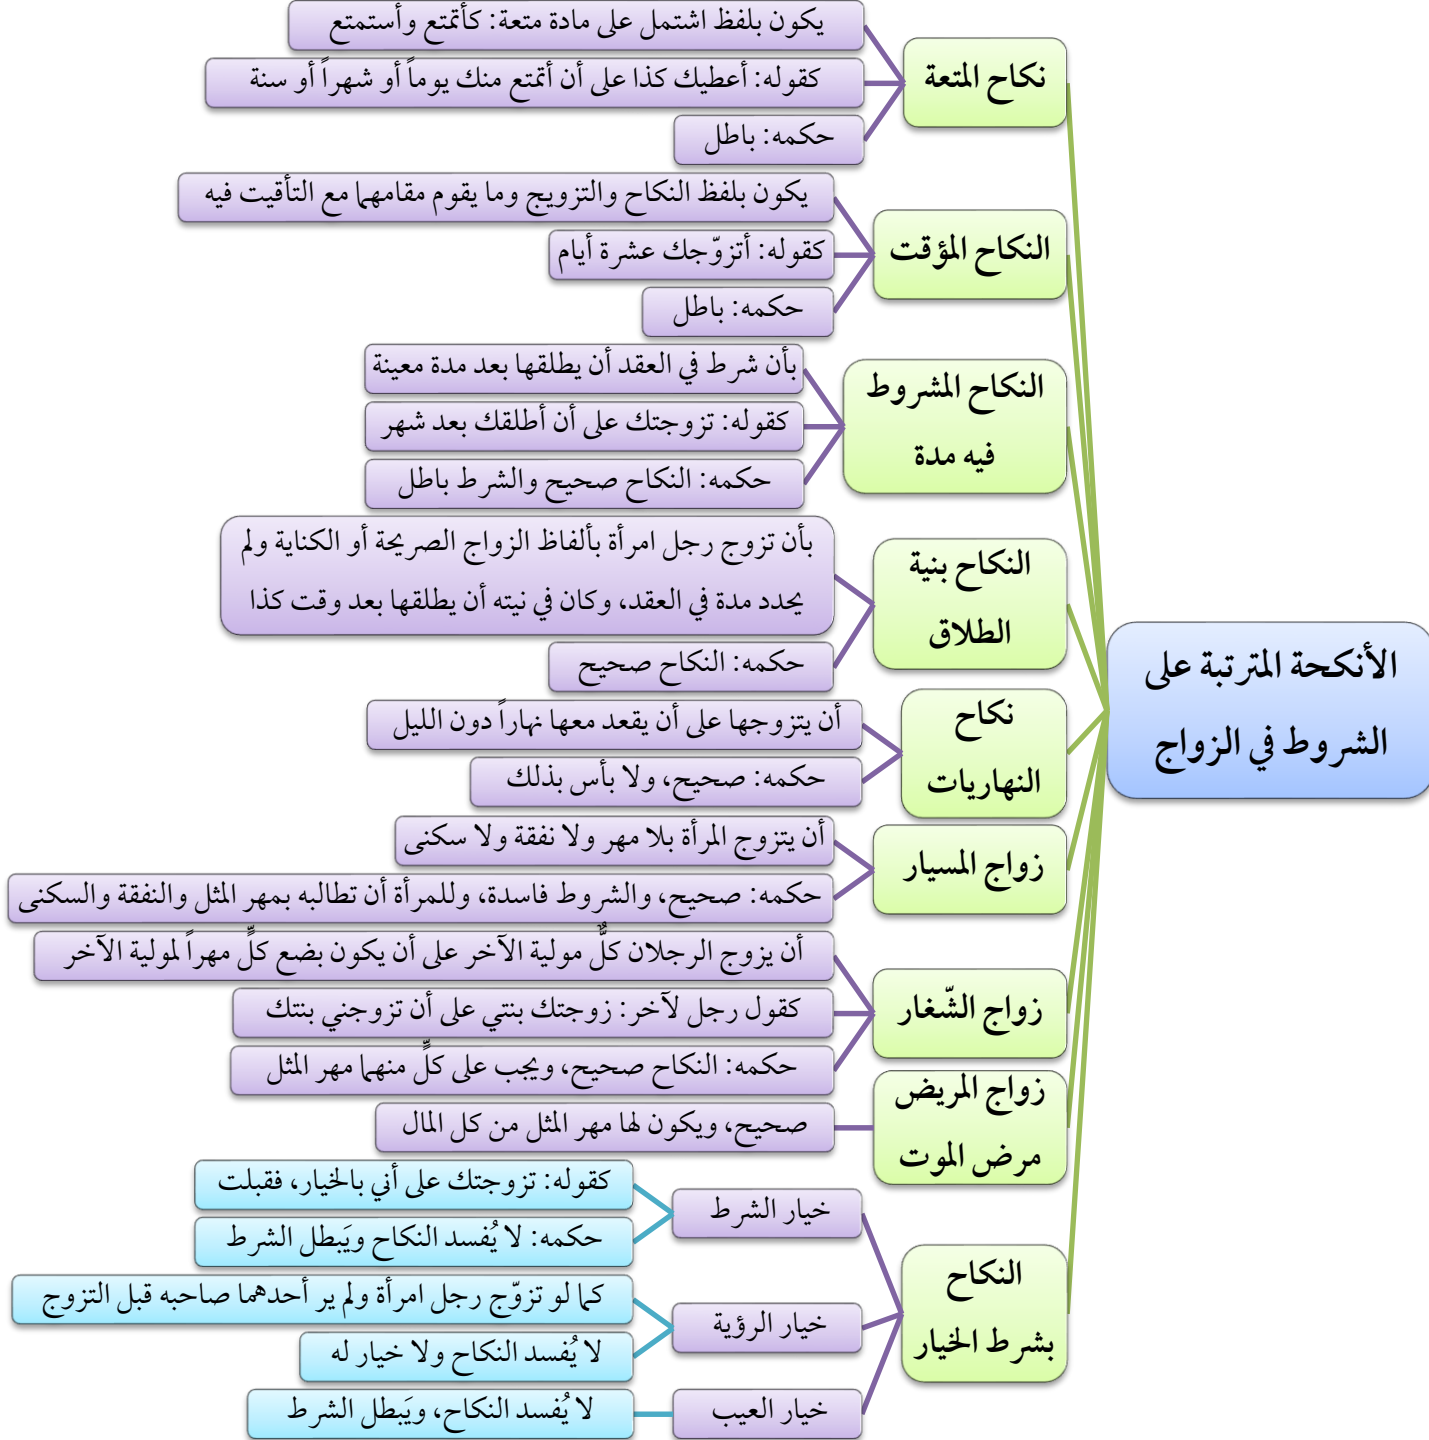 الأنكحة المترتبة على
الشروط في الزواج
نكاح المتعة
يكون بلفظ اشتمل على مادة متعة: كأتمتع وأستمتع
كقوله: أعطيك كذا على أن أتمتع منك يوماً أو شهراً أو سنة
حكمه: باطل
النكاح المؤقت
يكون بلفظ النكاح والتزويج وما يقوم مقامهما مع التأقيت فيه
كقوله: أتزوّجك عشرة أيام
حكمه: باطل
النكاح المشروط
فيه مدة
بأن شرط في العقد أن يطلقها بعد مدة معينة
كقوله: تزوجتك على أن أطلقك بعد شهر
حكمه: النكاح صحيح والشرط باطل
النكاح بنية
الطلاق
بأن تزوج رجل امرأة بألفاظ الزواج الصريحة أو الكناية ولم
يحدد مدة في العقد، وكان في نيته أن يطلقها بعد وقت كذا
حكمه: النكاح صحيح
نكاح
النهاريات
أن يتزوجها على أن يقعد معها نهاراً دون الليل
حكمه: صحيح، ولا بأس بذلك
زواج المسيار
أن يتزوج المرأة بلا مهر ولا نفقة ولا سكنى
حكمه: صحيح، والشروط فاسدة، وللمرأة أن تطالبه بمهر المثل والنفقة والسكنى
زواج الشّغار
أن يزوج الرجلان كلٌّ مولية الآخر على أن يكون بضع كلٍّ مهراً لمولية الآخر
كقول رجل لآخر: زوجتك بنتي على أن تزوجني بنتك
حكمه: النكاح صحيح، ويجب على كلٍّ منهما مهر المثل
زواج المريض
مرض الموت
صحيح، ويكون لها مهر المثل من كل المال
النكاح
بشرط الخيار
خيار الشرط
كقوله: تزوجتك على أني بالخيار، فقبلت
حكمه: لا يُفسد النكاح ويَبطل الشرط
خيار الرؤية
كما لو تزوّج رجل امرأة ولم ير أحدهما صاحبه قبل التزوج
لا يُفسد النكاح ولا خيار له
خيار العيب
لا يُفسد النكاح، ويَبطل الشرط